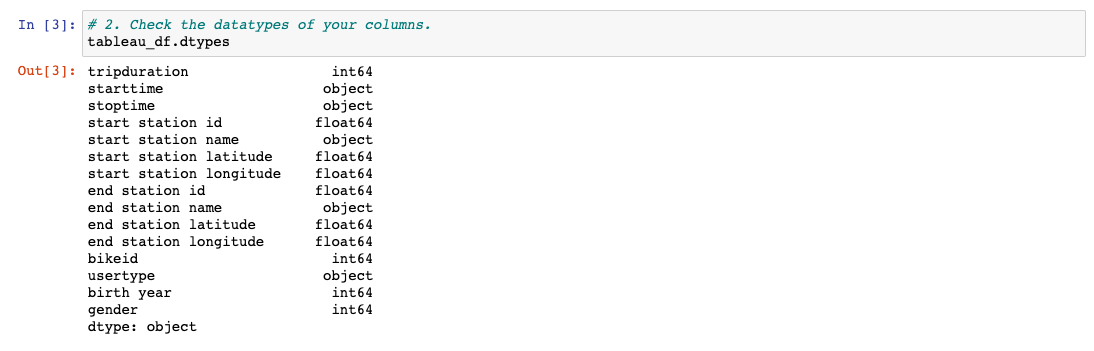 In [3]: # 2. Check the datatypes of your columns.
tableau_df.dtypes
Out[3]: tripduration int64
starttime object
stoptime object
start station id float64
start station name object
start station latitude float64
start station longitude float64
end station id float64
end station name object
end station latitude float64
end station longitude float64
bikeid int64
usertype object
birth year int64
gender int64
dtype: object